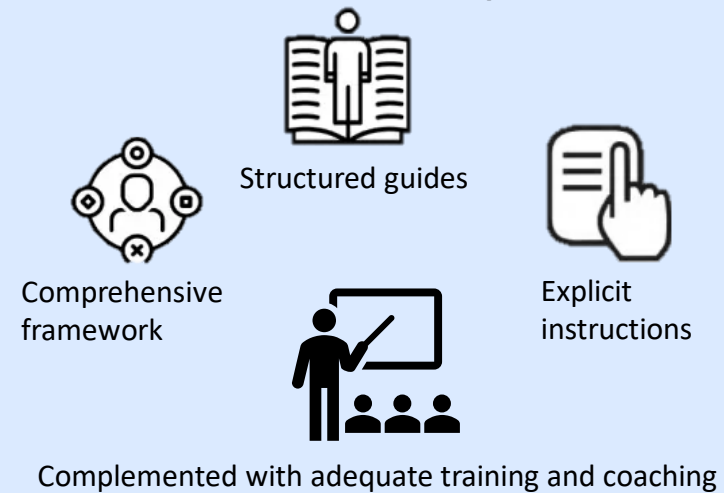 Structured guides
Comprehensive
framework
Explicit
instructions
Complemented with adequate training and coaching